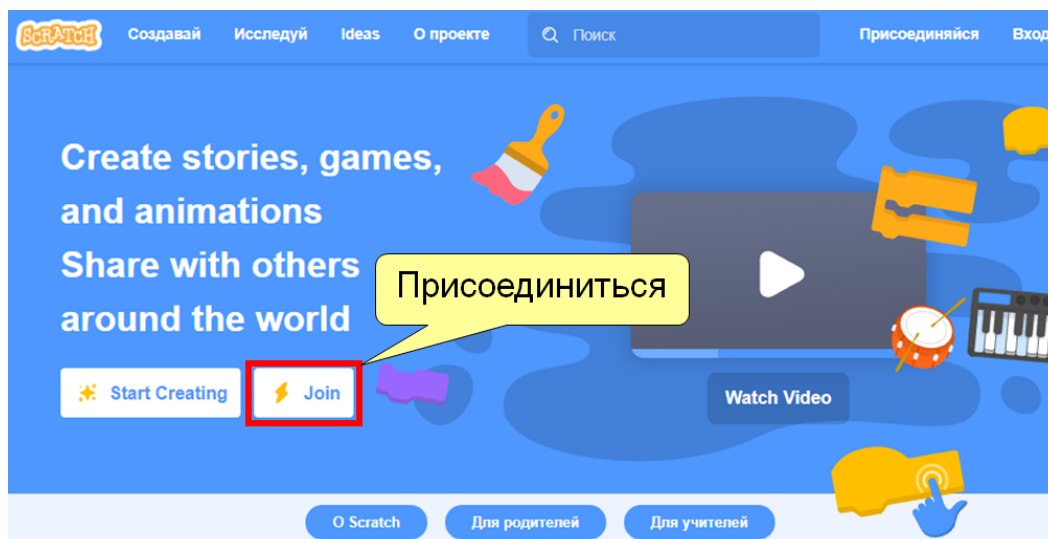 SCRATCH Создавай Исследуй Ideas О проекте Поиск Присоединяйся Вход
Create stories, games,
and animations
Share with others
around the world
Присоединиться
Start Creating Join
Watch Video
О Scratch Для родителей Для учителей